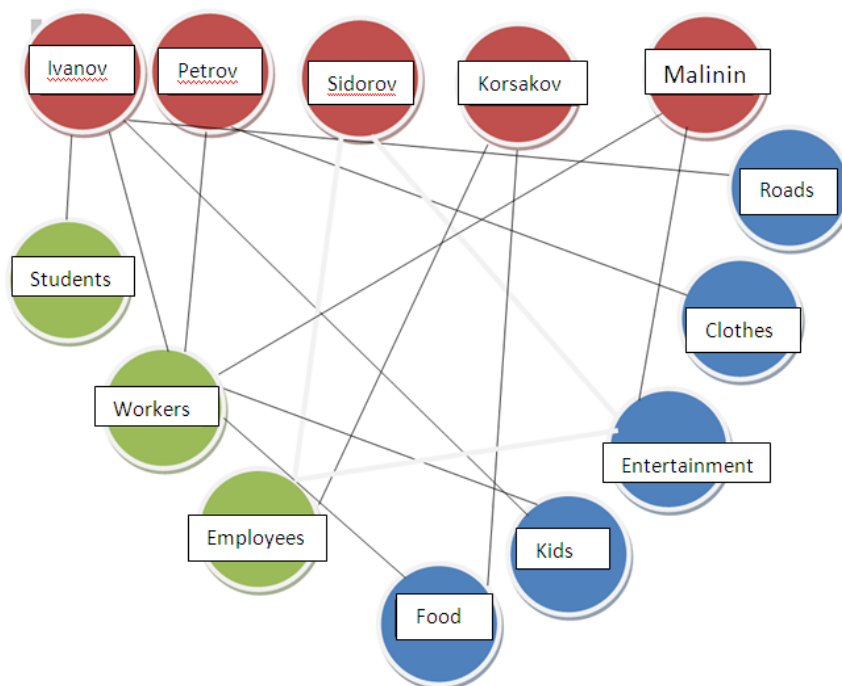 Ivanov
Petrov
Sidorov
Korsakov
Malinin
Roads
Students
Clothes
Workers
Entertainment
Employees
Kids
Food